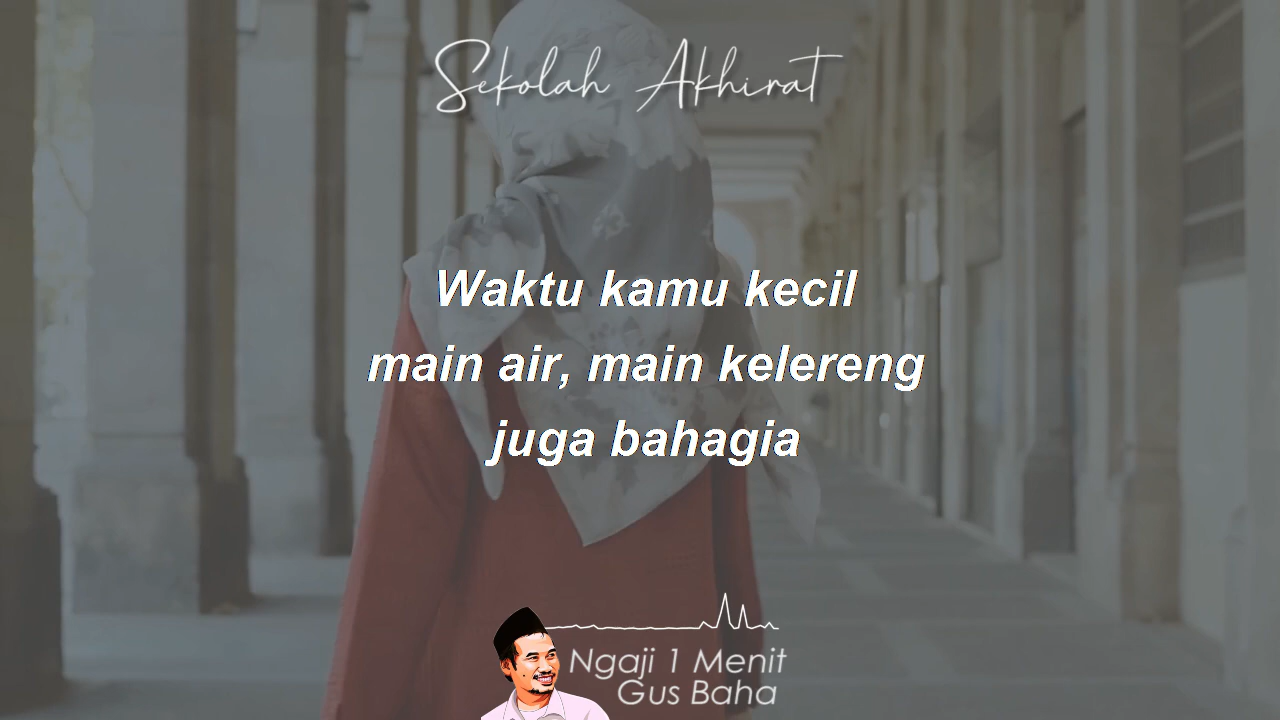 Sekolah Akhirat
Waktu kamu kecil
main air, main kelereng
juga bahagia
Ngaji 1 Menit
Gus Baha